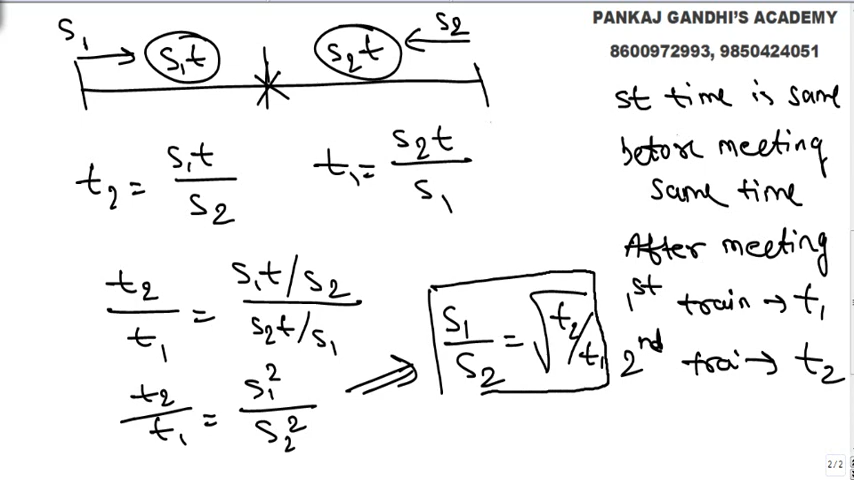 PANKAJ GANDHI'S ACADEMY
8600972993, 9850424051
S₁ → S₁t S₂t ← S₂
t₂ = S₁t / S₂
t₁ = S₂t / S₁
t₂ / t₁ = (S₁t/S₂) / (S₂t/S₁)
t₂ / t₁ = S₁² / S₂² ⇒ S₁ / S₂ = √(t₂/t₁)
st time is same
before meeting
same time
After meeting
1st train → t₁
2nd trai → t₂
2/2